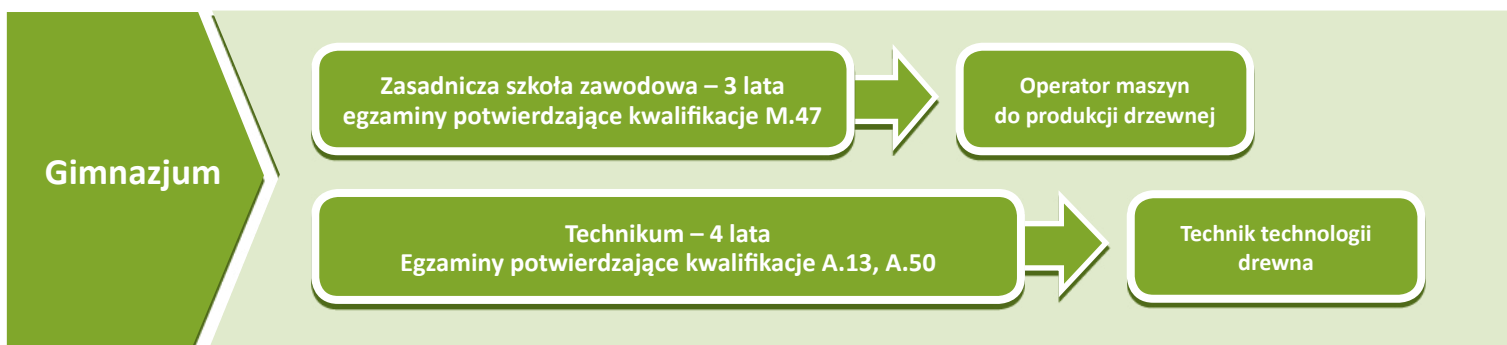 Gimnazjum
Zasadnicza szkoła zawodowa – 3 lata
egzaminy potwierdzające kwalifikacje M.47
Operator maszyn
do produkcji drzewnej
Technikum – 4 lata
Egzaminy potwierdzające kwalifikacje A.13, A.50
Technik technologii
drewna